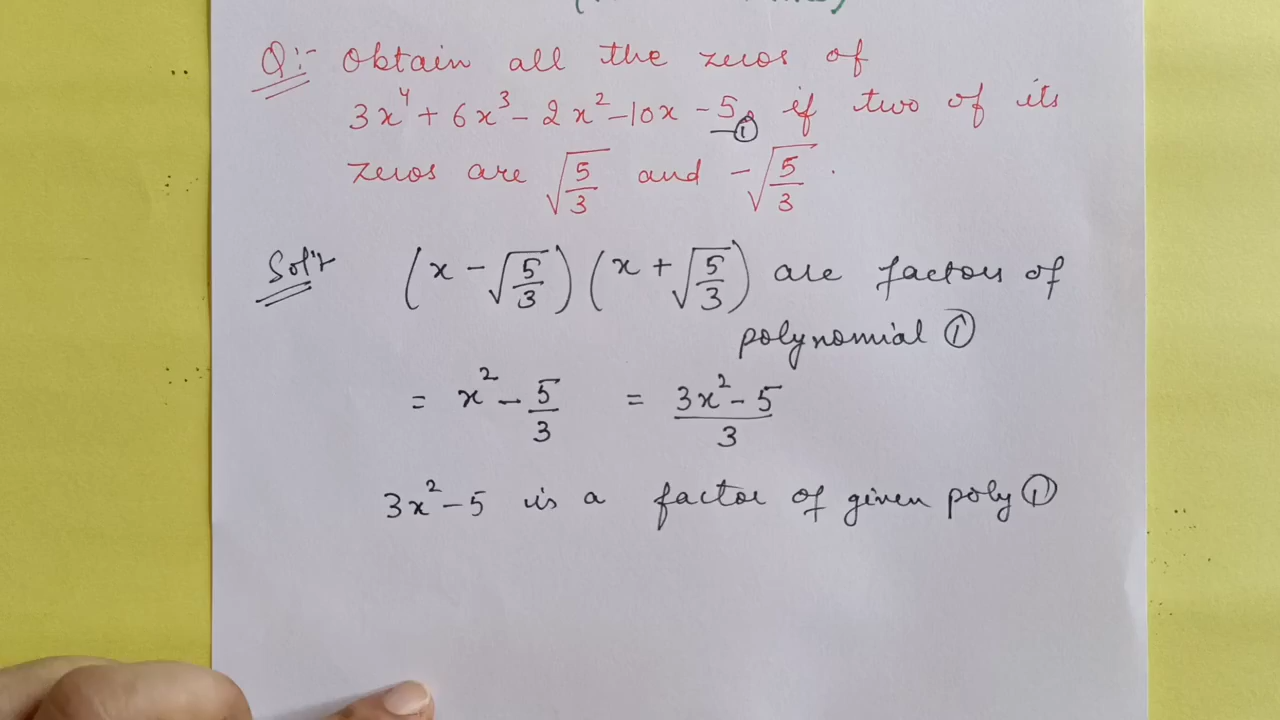 Q:- Obtain all the zeros of
3x⁴ + 6x³ - 2x² - 10x - 5, if two of its
—①
zeros are √(5/3) and -√(5/3).
Sol'n (x - √(5/3)) (x + √(5/3)) are factors of
polynomial ①
= x² - 5/3 = (3x² - 5)/3
3x² - 5 is a factor of given poly ①